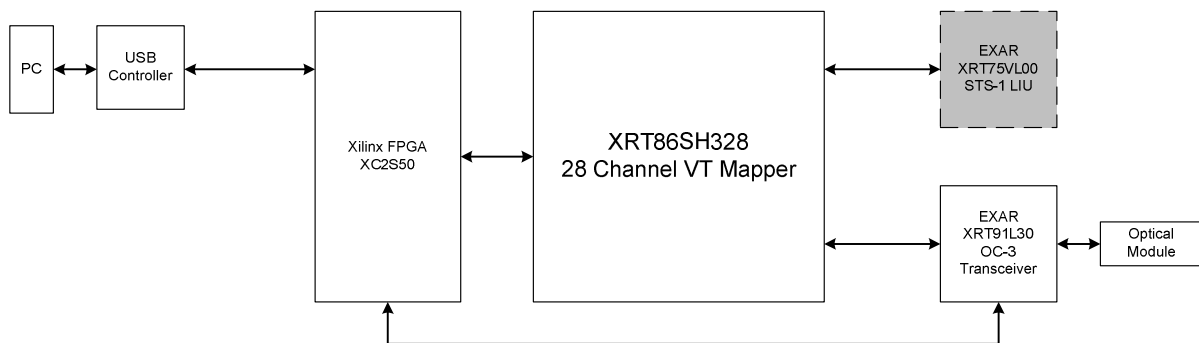 PC
USB
Controller
Xilinx FPGA
XC2S50
XRT86SH328
28 Channel VT Mapper
EXAR
XRT75VL00
STS-1 LIU
EXAR
XRT91L30
OC-3
Transceiver
Optical
Module